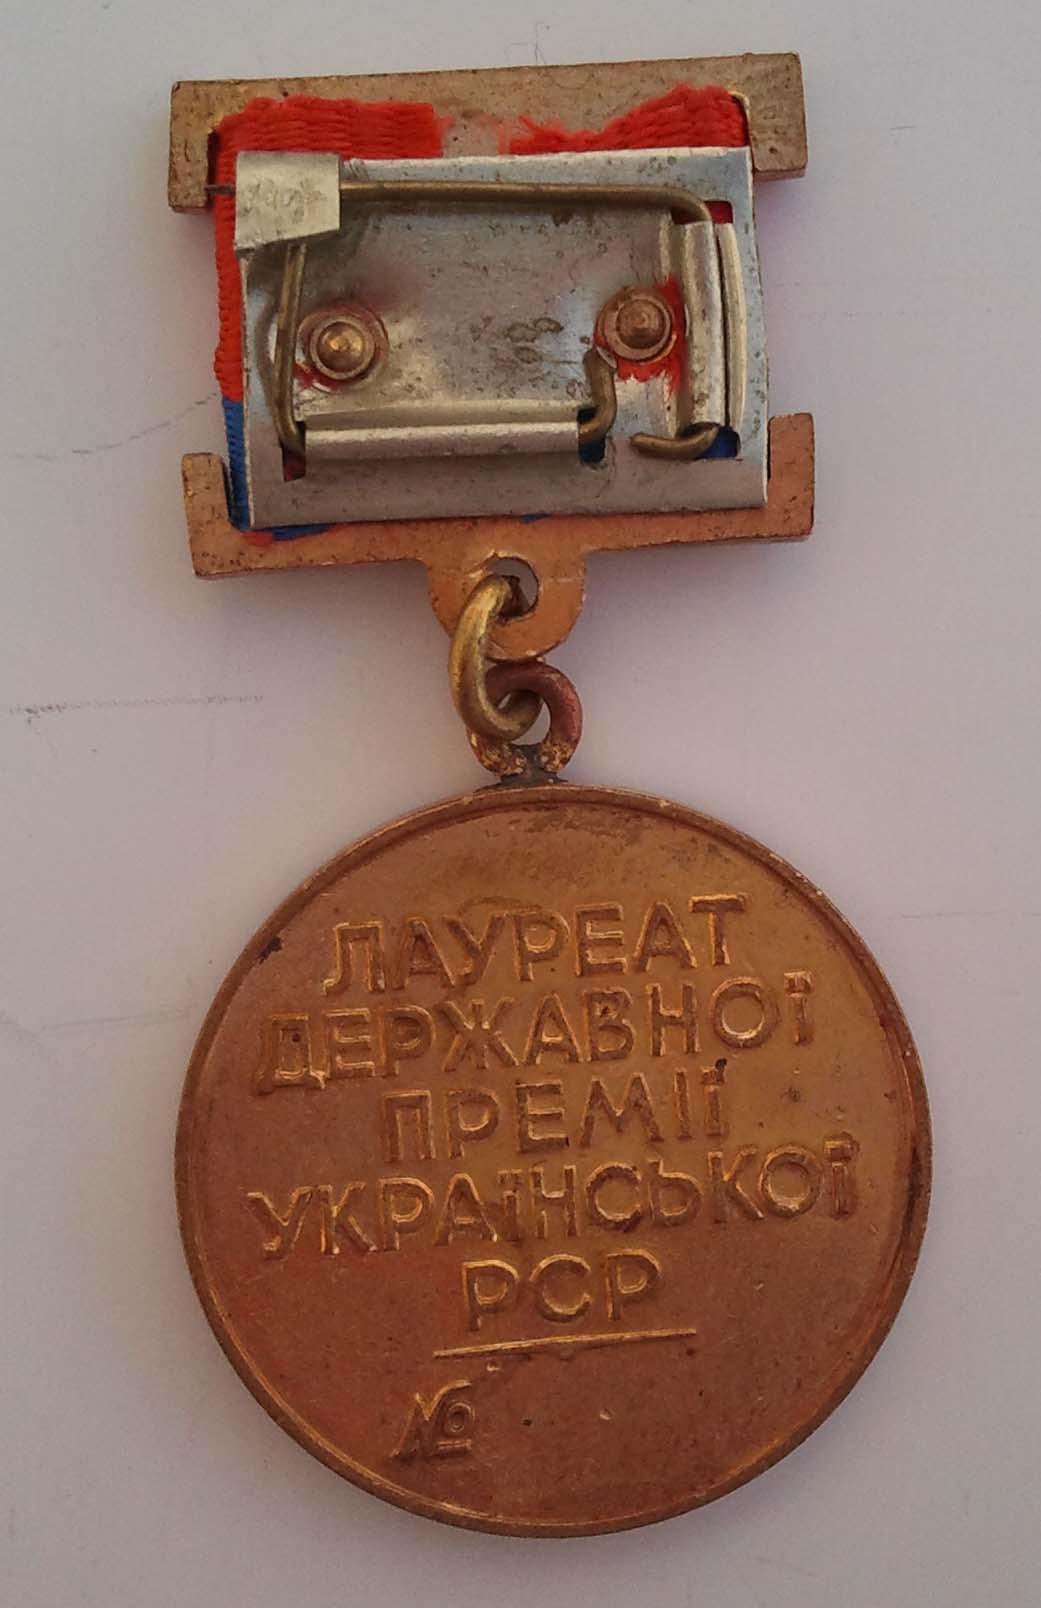 ЛАУРЕАТ
ДЕРЖАВНОЇ
ПРЕМІЇ
УКРАЇНСЬКОЇ
РСР
№